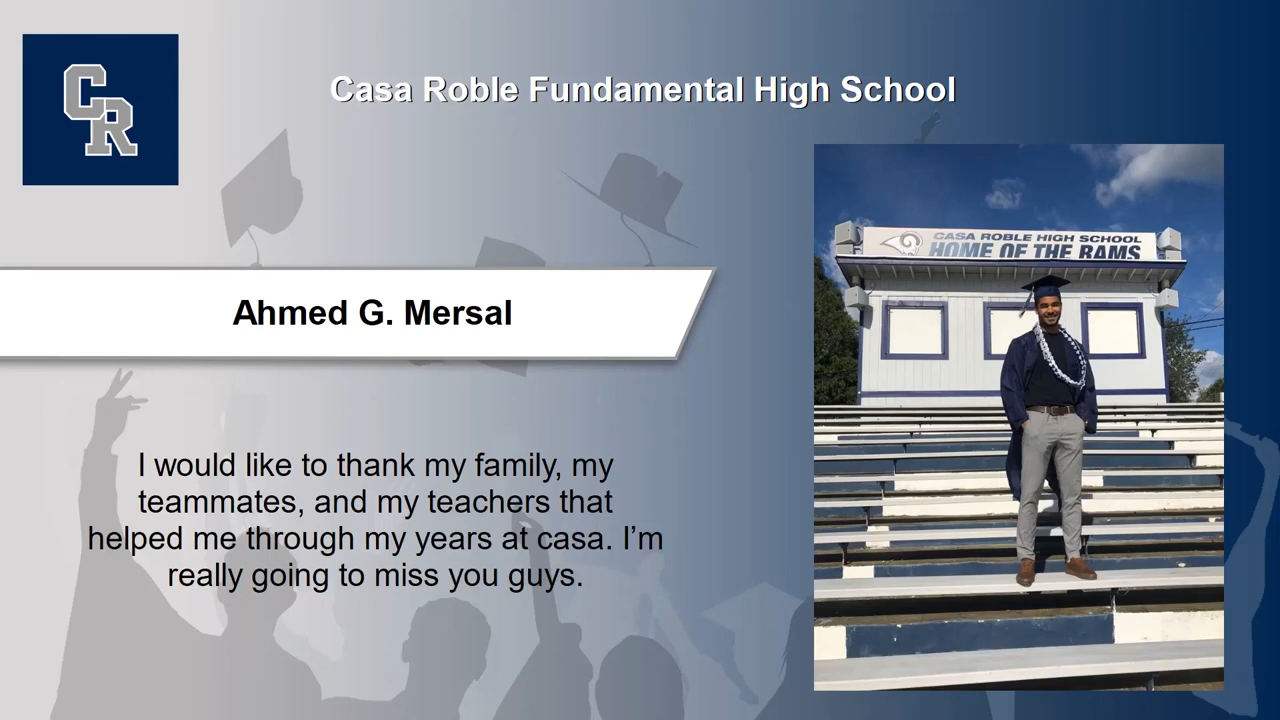 CR
Casa Roble Fundamental High School
CASA ROBLE HIGH SCHOOL
HOME OF THE RAMS
Ahmed G. Mersal
I would like to thank my family, my
teammates, and my teachers that
helped me through my years at casa. I’m
really going to miss you guys.